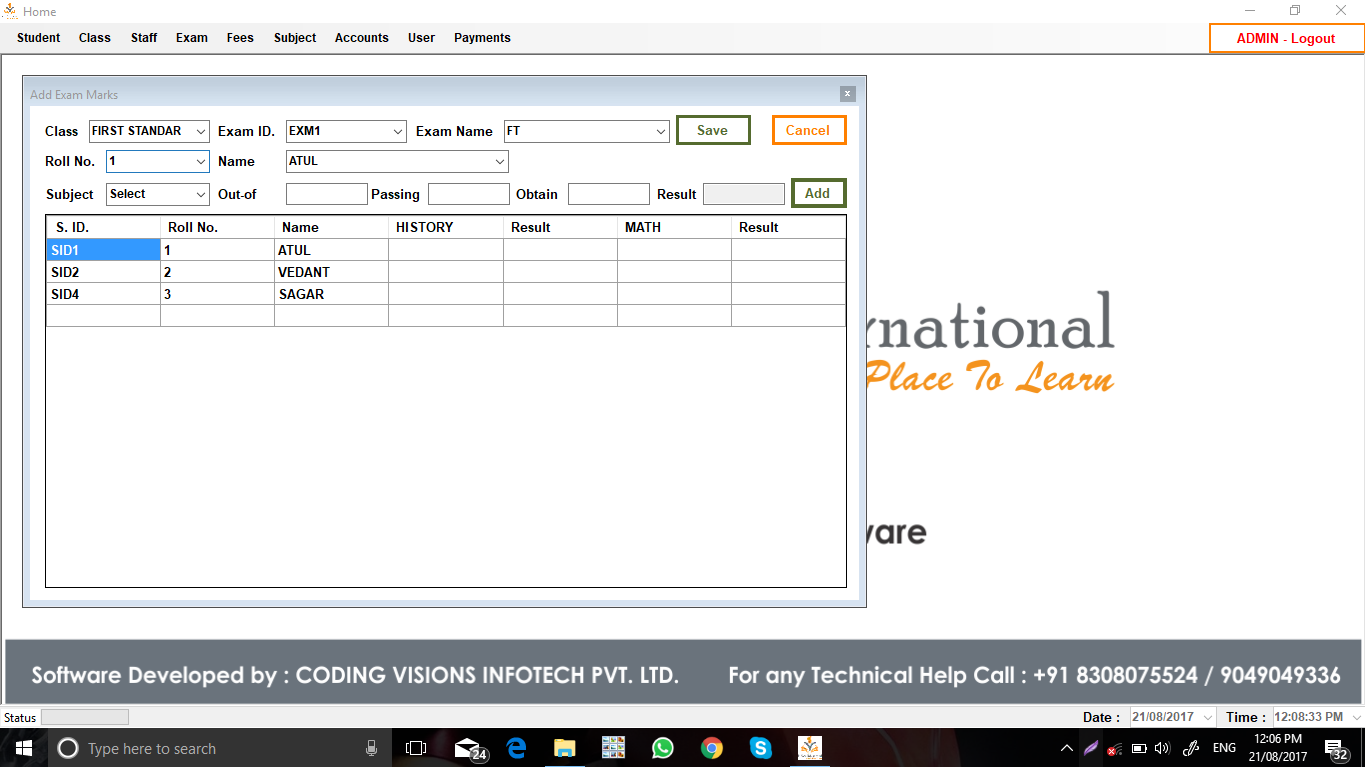 Home
Student Class Staff Exam Fees Subject Accounts User Payments
ADMIN - Logout
Add Exam Marks
x
Class FIRST STANDAR Exam ID. EXM1 Exam Name FT Save Cancel
Roll No. 1 Name ATUL
Subject Select Out-of Passing Obtain Result Add
S. ID. Roll No. Name HISTORY Result MATH Result
SID1 1 ATUL
SID2 2 VEDANT
SID4 3 SAGAR
rnational
Place To Learn
ware
Software Developed by : CODING VISIONS INFOTECH PVT. LTD. For any Technical Help Call : +91 8308075524 / 9049049336
Status Date : 21/08/2017 Time : 12:08:33 PM
Type here to search 24 ENG 12:06 PM
21/08/2017 32